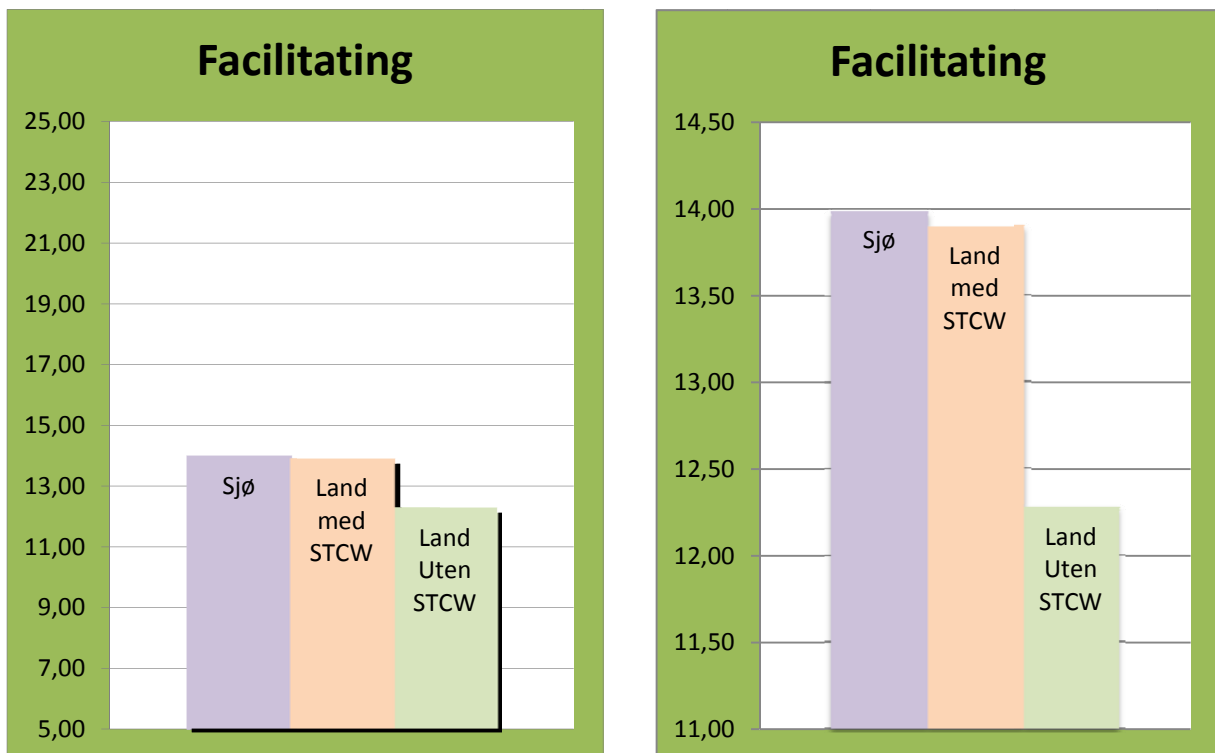 Facilitating
25,00
23,00
21,00
19,00
17,00
15,00
13,00
11,00
9,00
7,00
5,00
Sjø
Land
med
STCW
Land
Uten
STCW
Facilitating
14,50
14,00
13,50
13,00
12,50
12,00
11,50
11,00
Sjø
Land
med
STCW
Land
Uten
STCW